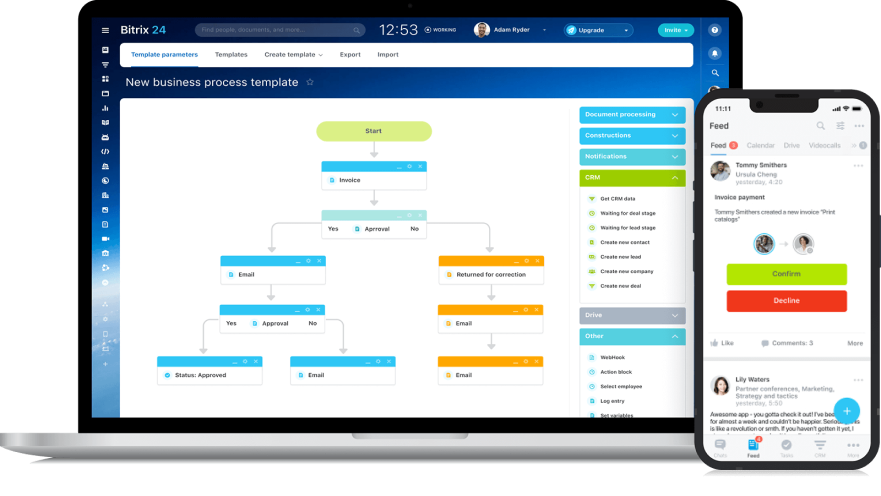 Bitrix 24
Find people, documents, and more...
12:53
WORKING
Adam Ryder
Upgrade
Invite
Template parameters
Templates
Create template
Export
Import
New business process template
Start
Invoice
Yes
Aprroval
No
Email
Returned for correction
Yes
Approval
No
Email
Status: Approved
Email
Email
Document processing
Constructions
Notifications
CRM
Get CRM data
Waiting for deal stage
Waiting for lead stage
Create new contact
Create new lead
Create new company
Create new deal
Drive
Other
WebHook
Action block
Select employee
Log entry
Set variables
11:11
Feed
Feed
Calendar
Drive
Videocalls
Tommy Smithers
Ursula Cheng
yesterday, 4:20
Invoice payment
Tommy Smithers created a new invoice "Print
catalogs"
Confirm
Decline
Like
Comments: 3
More
Lily Waters
Partner conferences, Marketing,
Strategy and tactics
yesterday, 5:50
Awesome app - you gotta check it out! I've
for almost a week and couldn't be happier.
is like a revolution or smth. If you haven't gotten it yet, I
+
Chats
Feed
Tasks
CRM
More